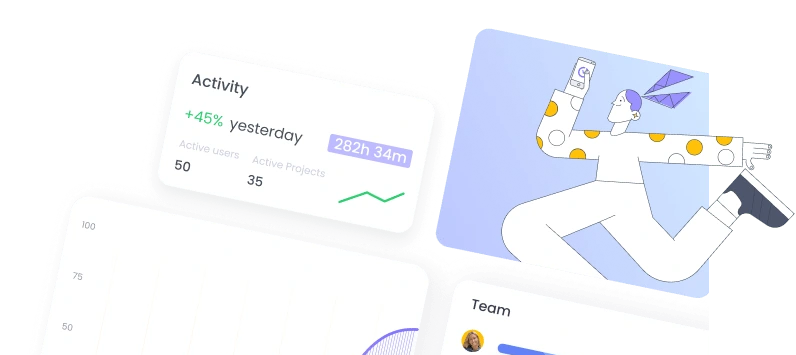 Activity
+45% yesterday
282h 34m
Active users
Active Projects
50
35
100
75
50
Team